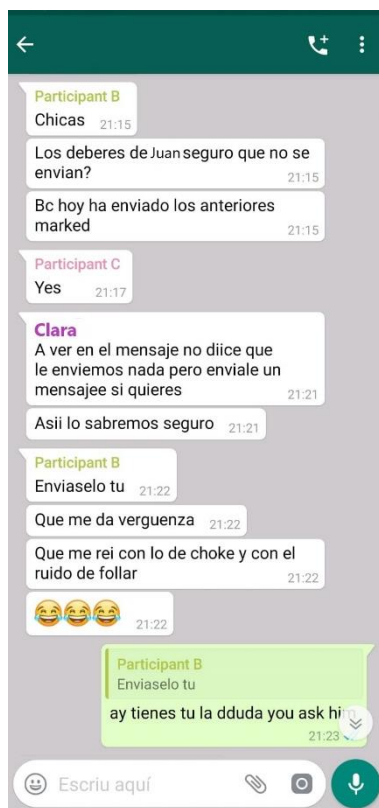 Participant B
Chicas 21:15
Los deberes de Juan seguro que no se
envian?
21:15
Bc hoy ha enviado los anteriores
marked
21:15
Participant C
Yes 21:17
Clara
A ver en el mensaje no diice que
le enviemos nada pero enviale un
mensajee si quieres
21:21
Asii lo sabremos seguro 21:21
Participant B
Enviaselo tu 21:22
Que me da verguenza 21:22
Que me rei con lo de choke y con el
ruido de follar
21:22
😂😂😂 21:22
Participant B
Enviaselo tu
ay tienes tu la dduda you ask him
21:23
Escriu aquí